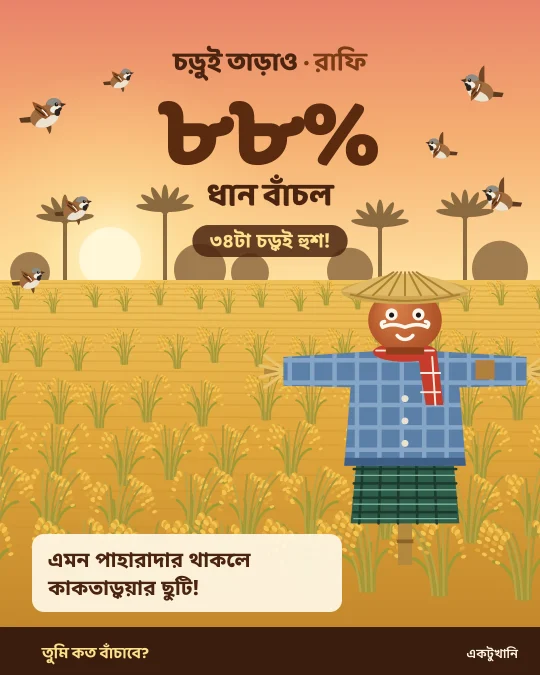 চড়ুই তাড়াও · রাফি
৮৮%
ধান বাঁচল
৩৪টা চড়ুই হুশ!
এমন পাহারাদার থাকলে
কাকতাড়ুয়ার ছুটি!
তুমি কত বাঁচাবে?
একটুখানি